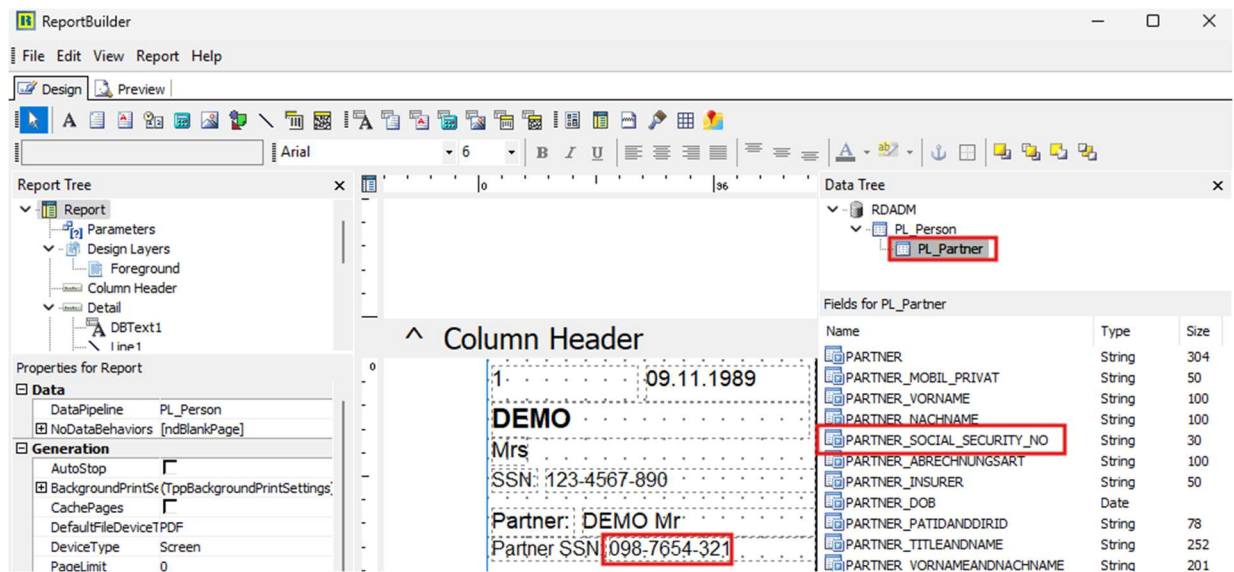 ReportBuilder
File Edit View Report Help
Design Preview
Arial 6 B I U
Report Tree
Report
Parameters
Design Layers
Foreground
Column Header
Detail
DBText1
Line1
Properties for Report
Data
DataPipeline PL_Person
NoDataBehaviors [ndBlankPage]
Generation
AutoStop
BackgroundPrintSe(TppBackgroundPrintSettings)
CachePages
DefaultFileDeviceTPDF
DeviceType Screen
PageLimit 0
0 1 96
^ Column Header
0
1 09.11.1989
DEMO
Mrs
SSN: 123-4567-890
Partner: DEMO Mr
Partner SSN: 098-7654-321
Data Tree
RDADM
PL_Person
PL_Partner
Fields for PL_Partner
Name Type Size
PARTNER String 304
PARTNER_MOBIL_PRIVAT String 50
PARTNER_VORNAME String 100
PARTNER_NACHNAME String 100
PARTNER_SOCIAL_SECURITY_NO String 30
PARTNER_ABRECHNUNGSART String 100
PARTNER_INSURER String 50
PARTNER_DOB Date
PARTNER_PATIDANDDIRID String 78
PARTNER_TITLEANDNAME String 252
PARTNER_VORNAMEANDNACHNAME String 201